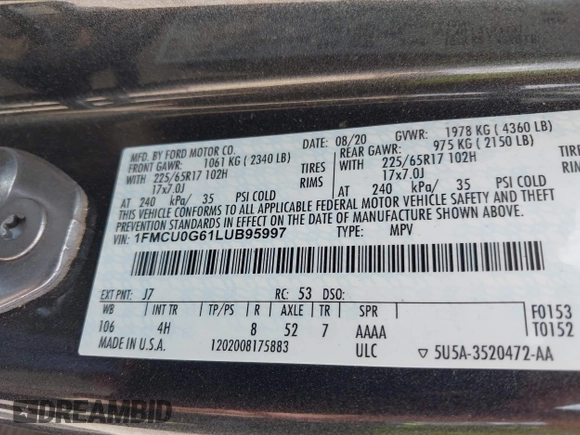 MFD. BY FORD MOTOR CO.
DATE: 08/20 GVWR: 1978 KG ( 4360 LB)
FRONT GAWR: 1061 KG ( 2340 LB)
REAR GAWR: 975 KG ( 2150 LB)
WITH 225/65R17 102H TIRES
WITH 225/65R17 102H
17x7.0J RIMS
17x7.0J
AT 240 kPa/ 35 PSI COLD
AT 240 kPa/ 35 PSI COLD
THIS VEHICLE CONFORMS TO ALL APPLICABLE FEDERAL MOTOR VEHICLE SAFETY AND THEFT
PREVENTION STANDARDS IN EFFECT ON THE DATE OF MANUFACTURE SHOWN ABOVE.
VIN: 1FMCU0G61LUB95997 TYPE: MPV
EXT PNT: J7 RC: 53 DSO:
WB INT TR TP/PS R AXLE TR SPR
106 4H 8 52 7 AAAA
F0153
T0152
MADE IN U.S.A. 1202008175883 ULC ▽ 5U5A-3520472-AA
DREAMBID